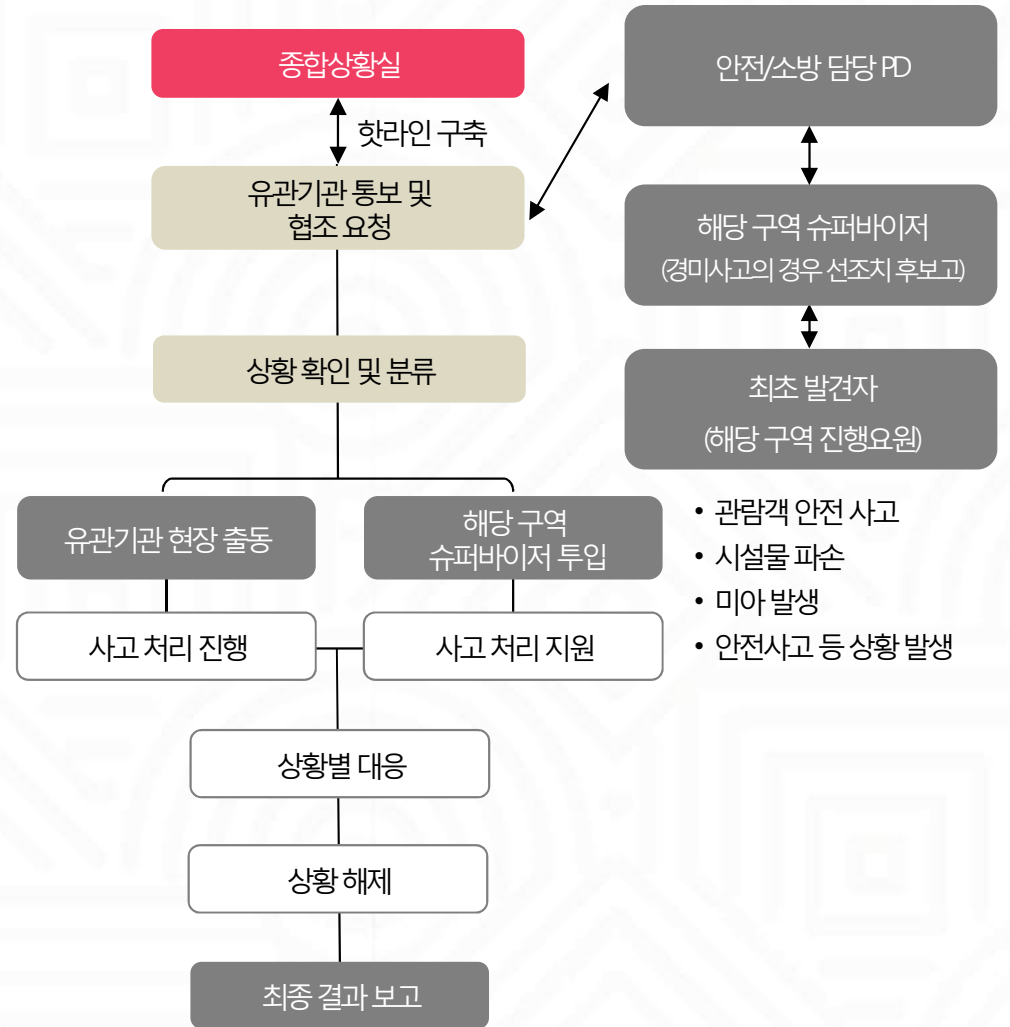 종합상황실
핫라인 구축
유관기관 통보 및
협조 요청
상황 확인 및 분류
유관기관 현장 출동
해당 구역
슈퍼바이저 투입
사고 처리 진행
사고 처리 지원
상황별 대응
상황 해제
최종 결과 보고
안전/소방 담당 PD
해당 구역 슈퍼바이저
(경미사고의 경우 선조치 후보고)
최초 발견자
(해당 구역 진행요원)
• 관람객 안전 사고
• 시설물 파손
• 미아 발생
• 안전사고 등 상황 발생